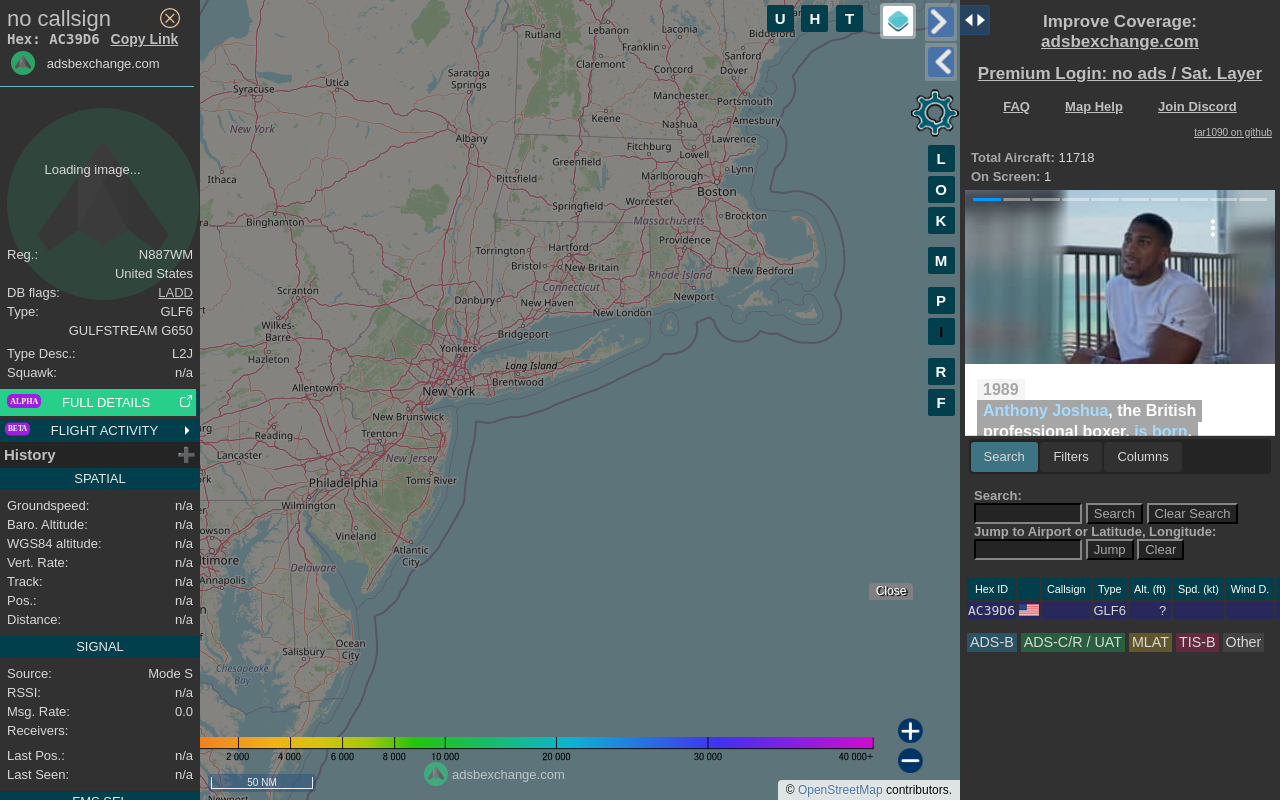 no callsign
Hex: AC39D6 Copy Link
adsbexchange.com
Loading image...
Reg.: N887WM
United States
DB flags: LADD
Type: GLF6
GULFSTREAM G650
Type Desc.: L2J
Squawk: n/a
ALPHA FULL DETAILS
BETA FLIGHT ACTIVITY
History
SPATIAL
Groundspeed: n/a
Baro. Altitude: n/a
WGS84 altitude: n/a
Vert. Rate: n/a
Track: n/a
Pos.: n/a
Distance: n/a
SIGNAL
Source: Mode S
RSSI: n/a
Msg. Rate: 0.0
Receivers:
Last Pos.: n/a
Last Seen: n/a
FMS SEL
U H T
L
O
K
M
P
I
R
F
Rutland
Lebanon
Laconia
Biddeford
Franklin
Sanford
Claremont
Concord
Dover
Saratoga
Springs
Utica
Syracuse
Manchester
Portsmouth
Keene
Nashua
Amesbury
New York
Albany
Fitchburg
Lawrence
Greenfield
Lowell
Lynn
Ithaca
Pittsfield
Marlborough
Boston
Springfield
Worcester
Binghamton
Massachusetts
Brockton
Torrington
Hartford
Providence
Bristol
New Britain
Rhode Island
New Bedford
Connecticut
Scranton
Danbury
New Haven
New London
Newport
Wilkes-
Barre
Bridgeport
Hazleton
Yonkers
Long Island
Allentown
New York
Brentwood
New Brunswick
Reading
Trenton
Lancaster
New Jersey
Toms River
Philadelphia
Wilmington
Vineland
Atlantic
City
Annapolis
Delaware
Salisbury
Ocean
City
Chesapeake
Bay
Close
2 000 4 000 6 000 8 000 10 000 20 000 30 000 40 000+
adsbexchange.com
50 NM
© OpenStreetMap contributors.
Improve Coverage:
adsbexchange.com
Premium Login: no ads / Sat. Layer
FAQ Map Help Join Discord
tar1090 on github
Total Aircraft: 11718
On Screen: 1
1989
Anthony Joshua, the British
professional boxer, is born.
Search Filters Columns
Search:
Search Clear Search
Jump to Airport or Latitude, Longitude:
Jump Clear
Hex ID Callsign Type Alt. (ft) Spd. (kt) Wind D.
AC39D6 GLF6 ?
ADS-B ADS-C/R / UAT MLAT TIS-B Other